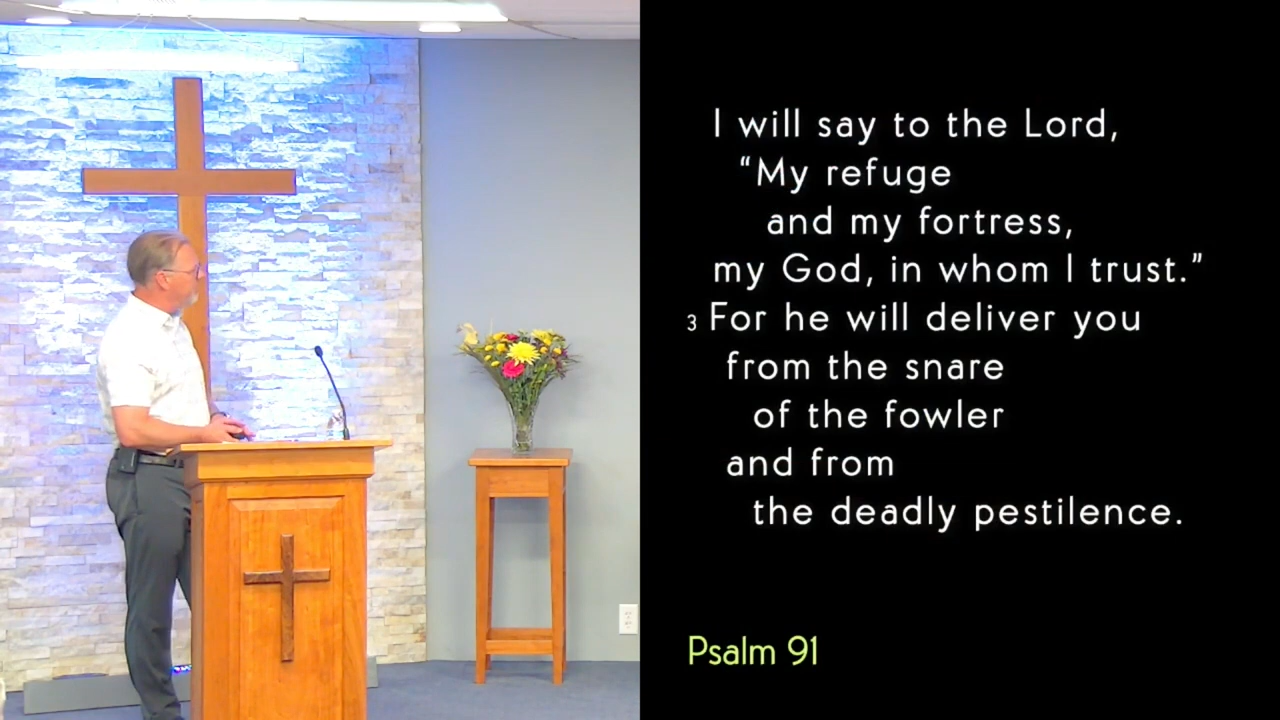 I will say to the Lord,
“My refuge
and my fortress,
my God, in whom I trust.”
3 For he will deliver you
from the snare
of the fowler
and from
the deadly pestilence.
Psalm 91